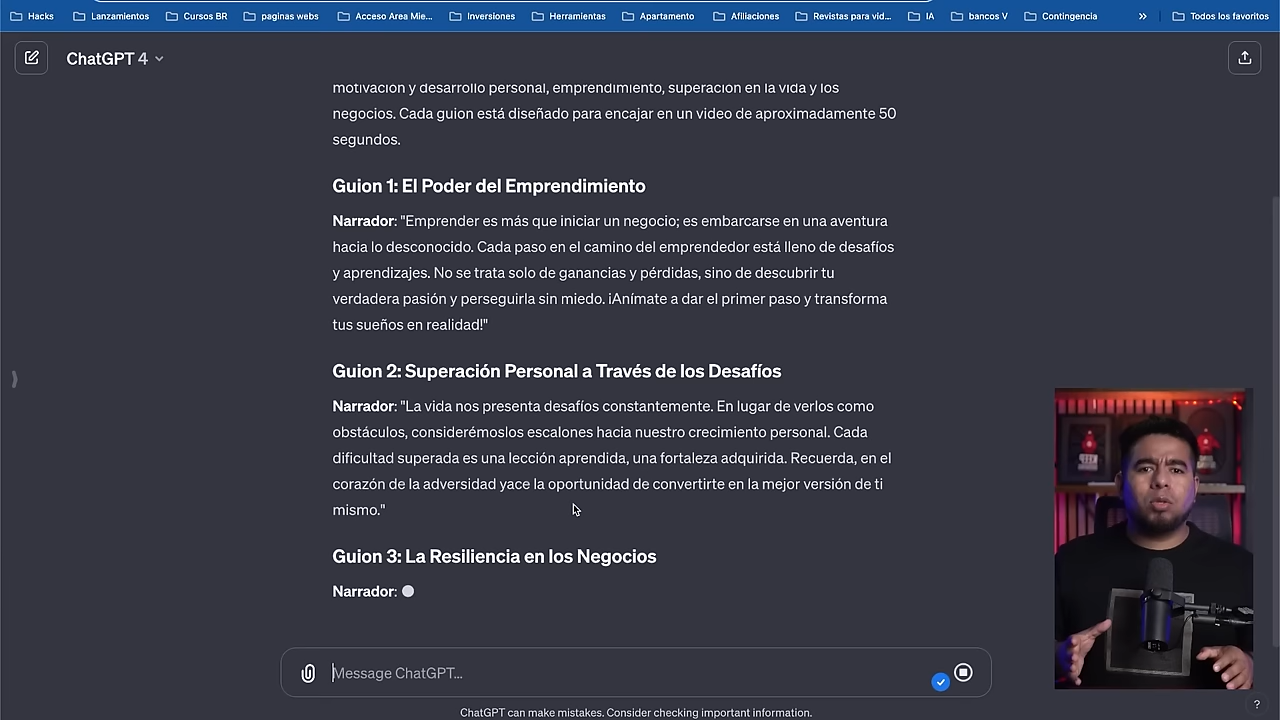 Hacks Lanzamientos Cursos BR paginas webs Acceso Area Mie... Inversiones Herramientas Apartamento Afiliaciones Revistas para vid... IA bancos V Contingencia » Todos los favoritos
ChatGPT 4
motivación y desarrollo personal, emprendimiento, superación en la vida y los
negocios. Cada guion está diseñado para encajar en un video de aproximadamente 50
segundos.
Guion 1: El Poder del Emprendimiento
Narrador: "Emprender es más que iniciar un negocio; es embarcarse en una aventura
hacia lo desconocido. Cada paso en el camino del emprendedor está lleno de desafíos
y aprendizajes. No se trata solo de ganancias y pérdidas, sino de descubrir tu
verdadera pasión y perseguirla sin miedo. ¡Anímate a dar el primer paso y transforma
tus sueños en realidad!"
Guion 2: Superación Personal a Través de los Desafíos
Narrador: "La vida nos presenta desafíos constantemente. En lugar de verlos como
obstáculos, considerémoslos escalones hacia nuestro crecimiento personal. Cada
dificultad superada es una lección aprendida, una fortaleza adquirida. Recuerda, en el
corazón de la adversidad yace la oportunidad de convertirte en la mejor versión de ti
mismo."
Guion 3: La Resiliencia en los Negocios
Narrador:
Message ChatGPT...
ChatGPT can make mistakes. Consider checking important information.
?